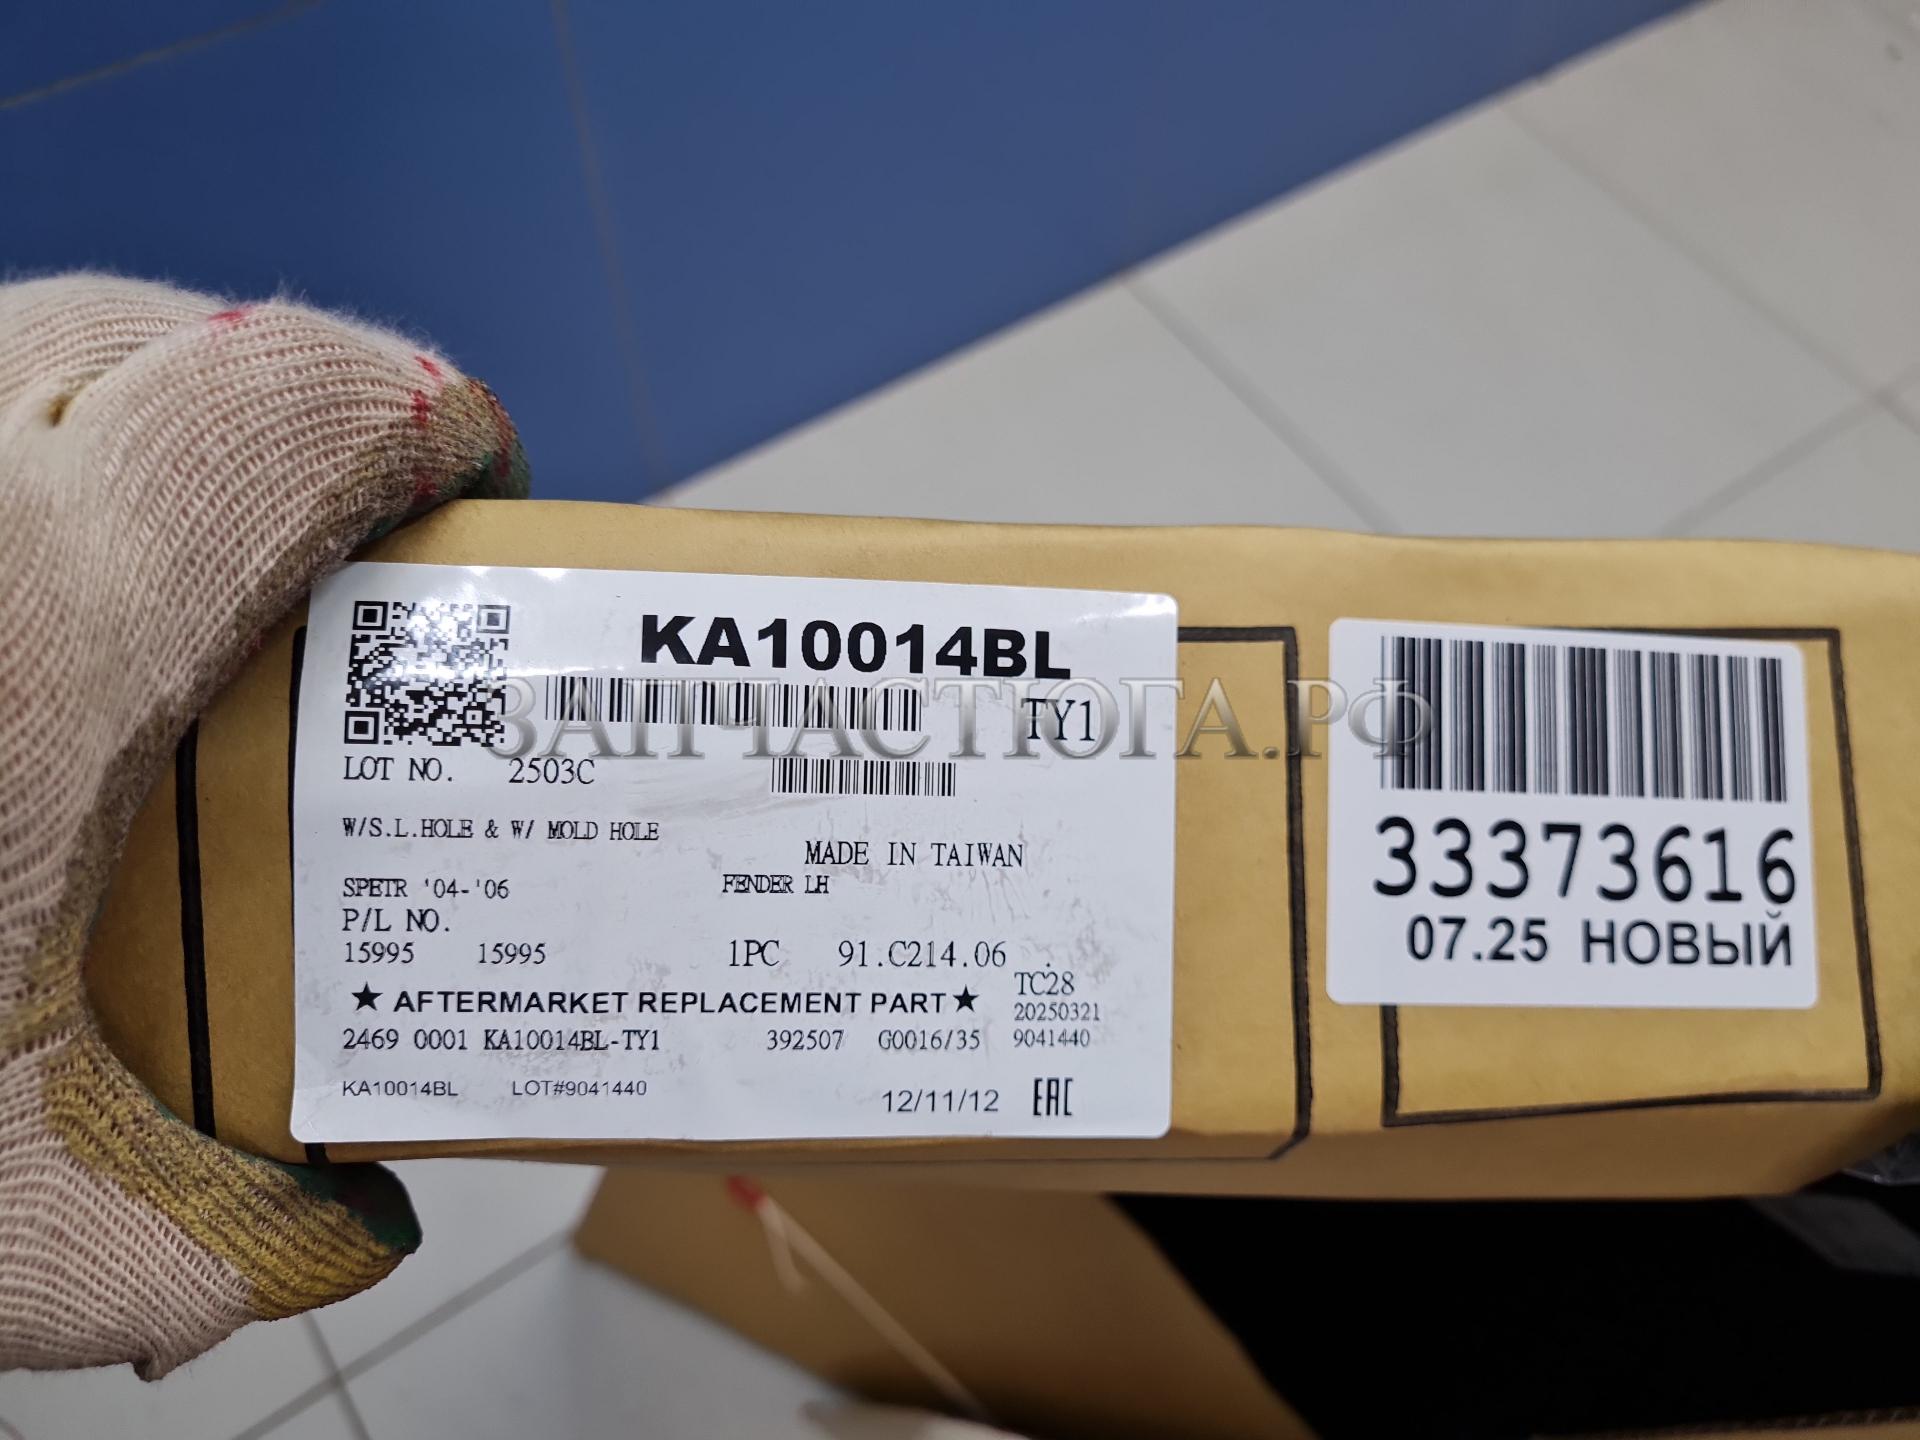 KA10014BL
ЗАПЧАСТЮГА.РФ
TY1
LOT NO. 2503C
W/S.L.HOLE & W/ MOLD HOLE
MADE IN TAIWAN
SPETR '04-'06 FENDER LH
P/L NO.
15995 15995 1PC 91.C214.06
TC28
★ AFTERMARKET REPLACEMENT PART ★ 20250321
2469 0001 KA10014BL-TY1 392507 G0016/35 9041440
KA10014BL LOT#9041440 12/11/12 EAC
33373616
07.25 НОВЫЙ